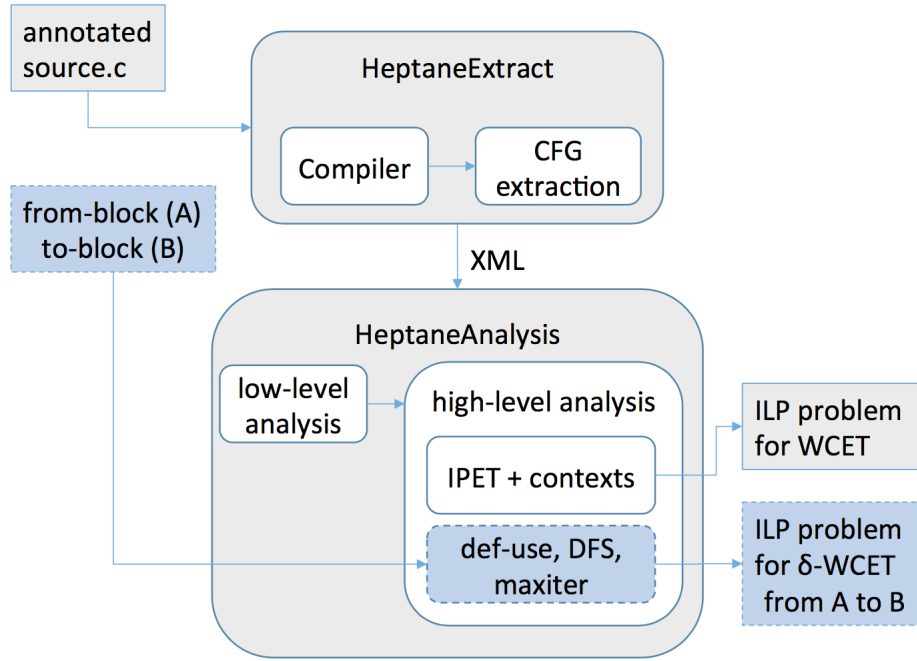 annotated
source.c
HeptaneExtract
Compiler
CFG
extraction
from-block (A)
to-block (B)
XML
HeptaneAnalysis
low-level
analysis
high-level analysis
IPET + contexts
def-use, DFS,
maxiter
ILP problem
for WCET
ILP problem
for δ-WCET
from A to B